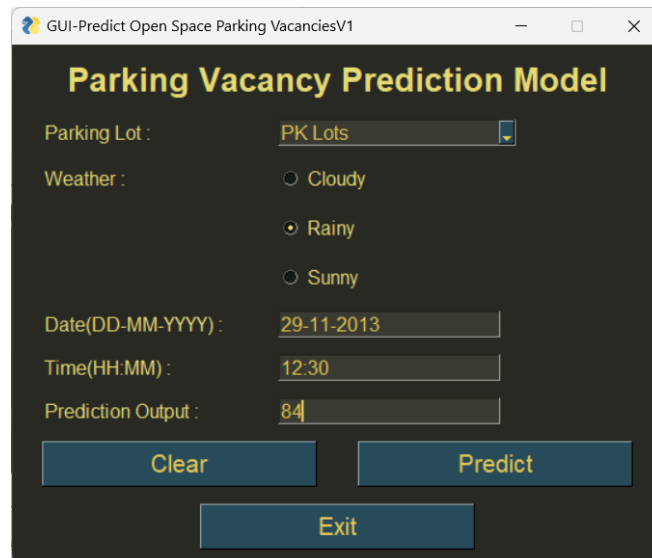 GUI-Predict Open Space Parking VacanciesV1
Parking Vacancy Prediction Model
Parking Lot : PK Lots
Weather : Cloudy
Rainy
Sunny
Date(DD-MM-YYYY) : 29-11-2013
Time(HH:MM) : 12:30
Prediction Output : 84
Clear Predict
Exit